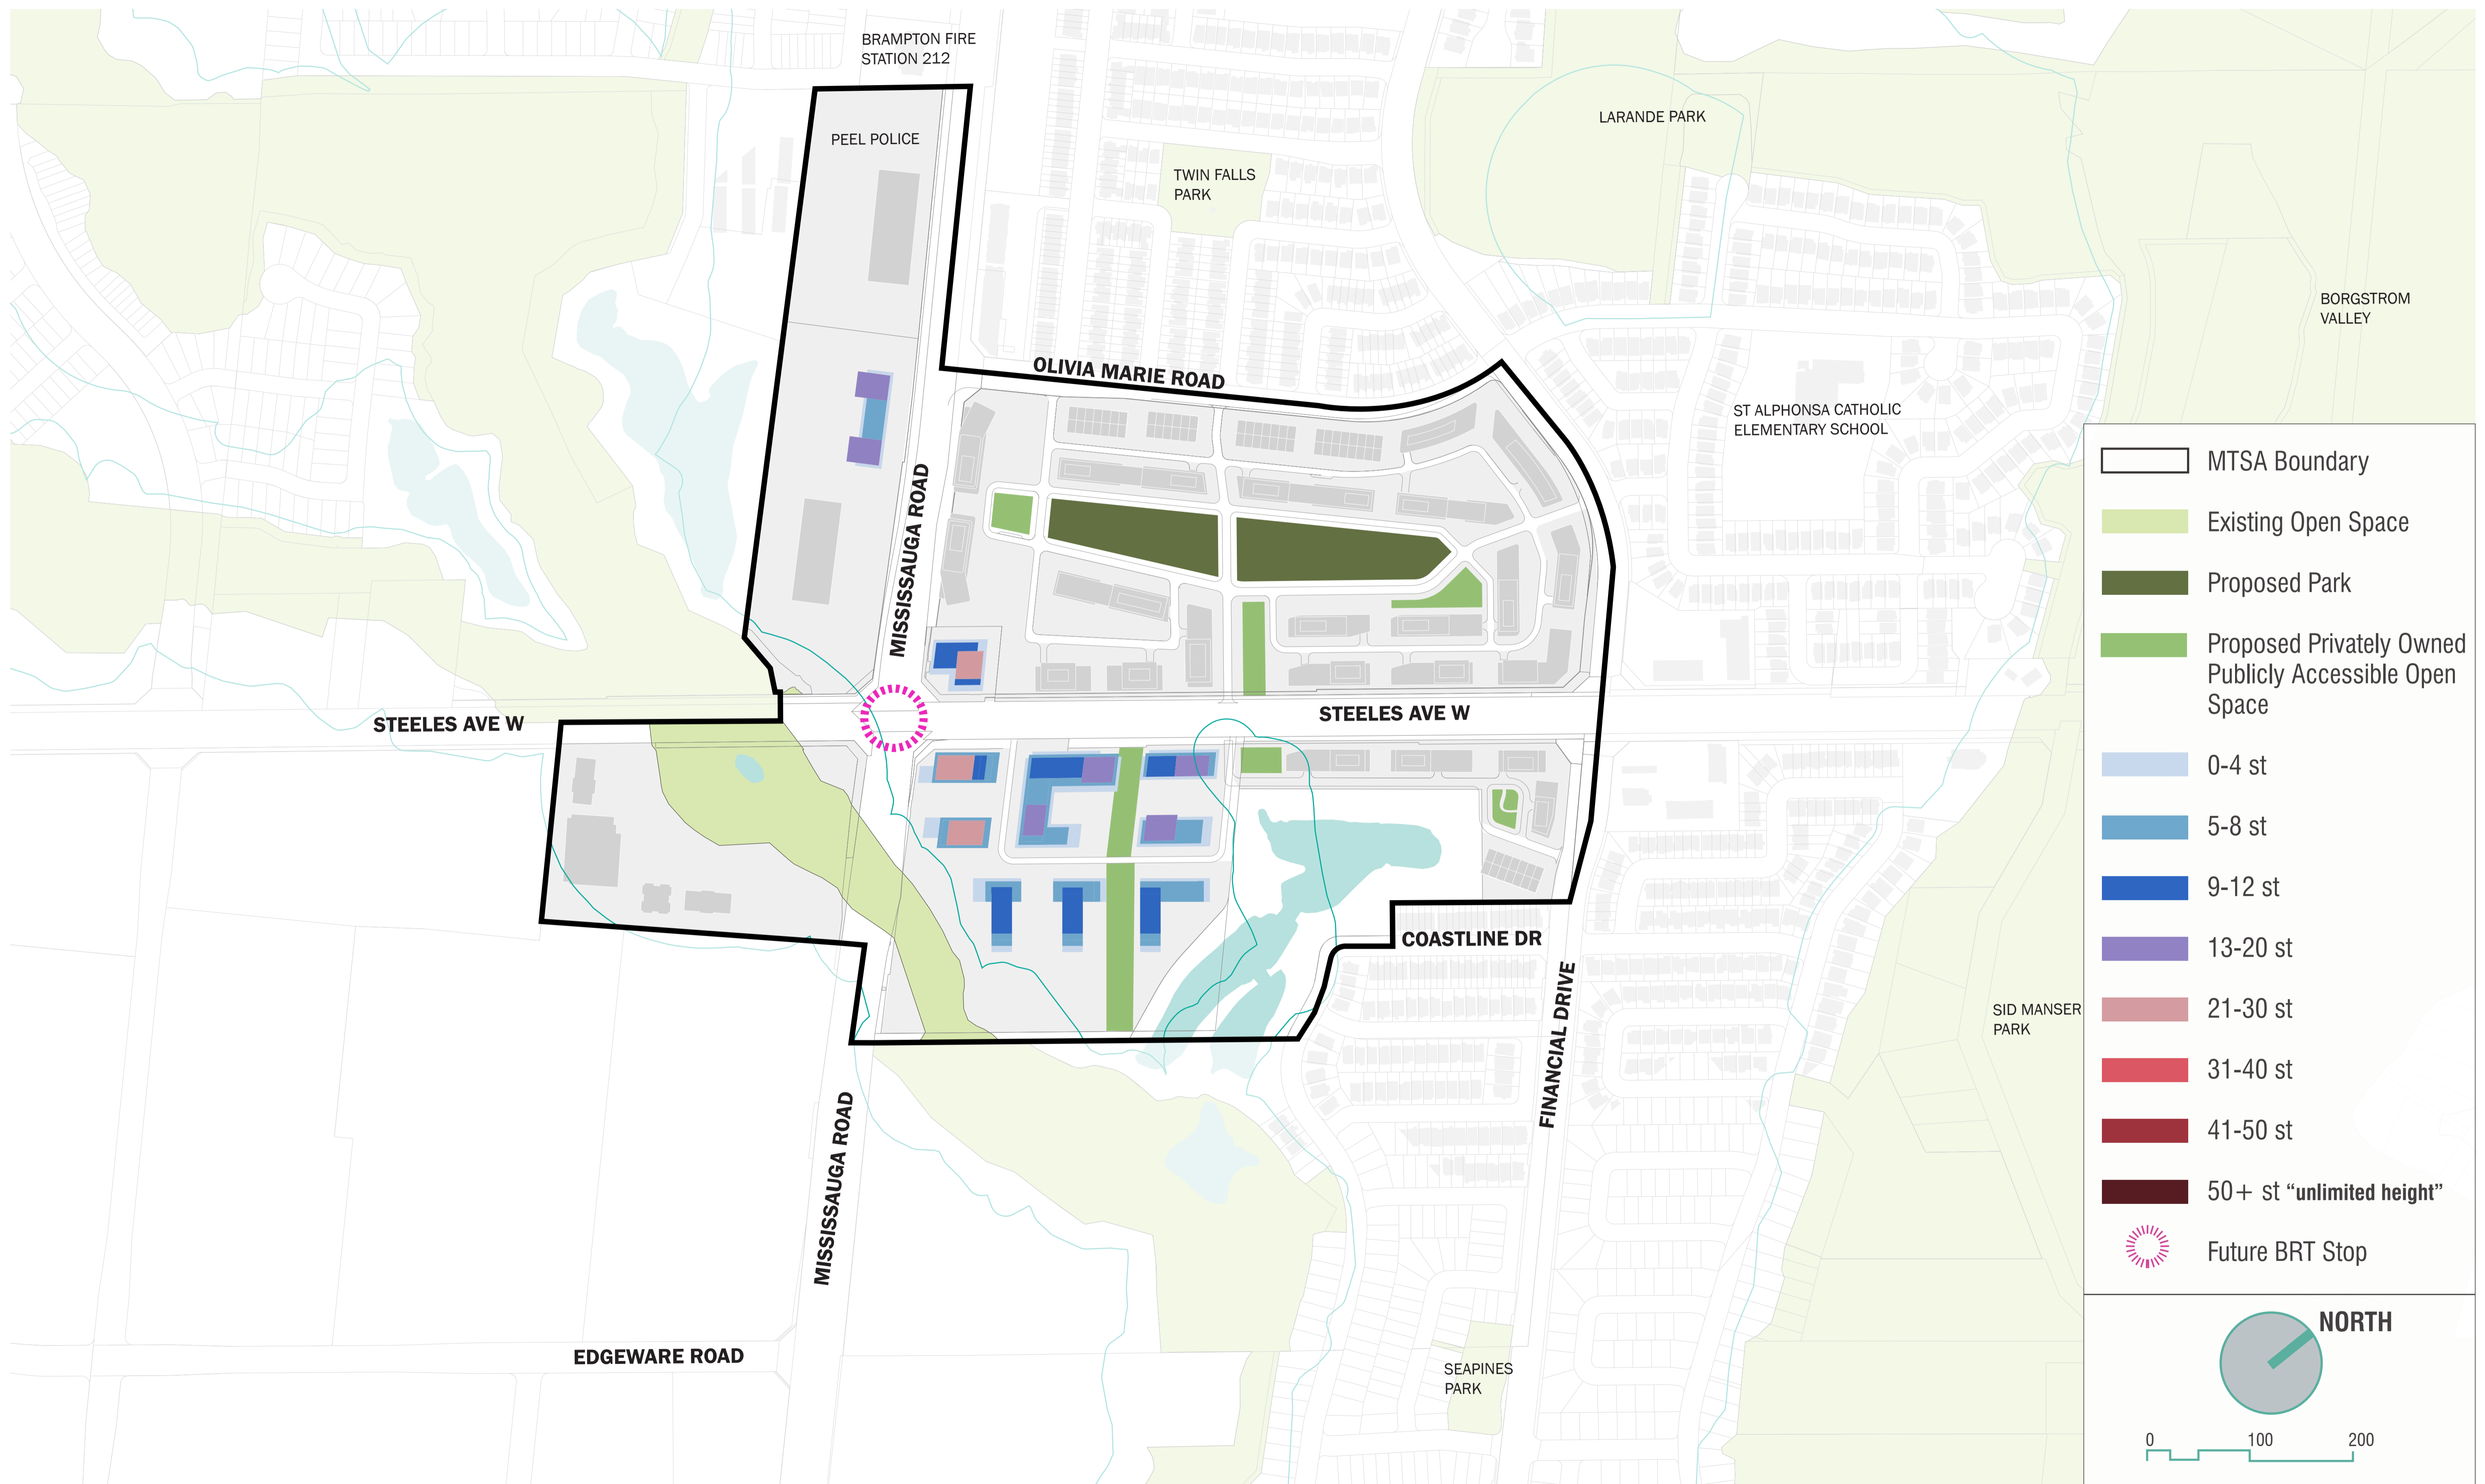 BRAMPTON FIRE
STATION 212
PEEL POLICE
TWIN FALLS
PARK
LARANDE PARK
BORGSTROM
VALLEY
OLIVIA MARIE ROAD
ST ALPHONSA CATHOLIC
ELEMENTARY SCHOOL
MISSISSAUGA ROAD
STEELES AVE W
STEELES AVE W
COASTLINE DR
FINANCIAL DRIVE
SID MANSER
PARK
MISSISSAUGA ROAD
EDGEWARE ROAD
SEAPINES
PARK
MTSA Boundary
Existing Open Space
Proposed Park
Proposed Privately Owned
Publicly Accessible Open
Space
0-4 st
5-8 st
9-12 st
13-20 st
21-30 st
31-40 st
41-50 st
50+ st “unlimited height”
Future BRT Stop
NORTH
0 100 200